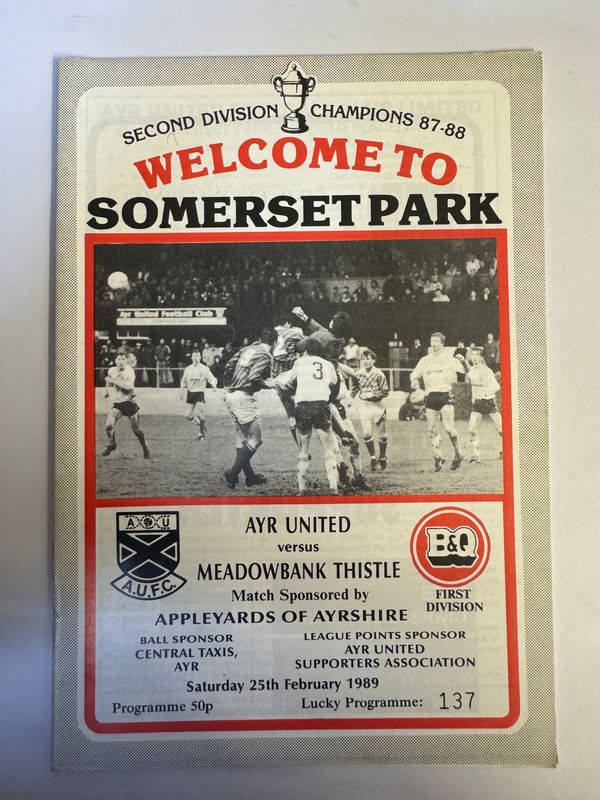 SECOND DIVISION CHAMPIONS 87-88
WELCOME TO
SOMERSET PARK
Ayr United Football Club
3
A U
A.U.F.C.
AYR UNITED
versus
MEADOWBANK THISTLE
Match Sponsored by
APPLEYARDS OF AYRSHIRE
B&Q
FIRST
DIVISION
BALL SPONSOR
CENTRAL TAXIS,
AYR
LEAGUE POINTS SPONSOR
AYR UNITED
SUPPORTERS ASSOCIATION
Saturday 25th February 1989
Programme 50p
Lucky Programme: 137